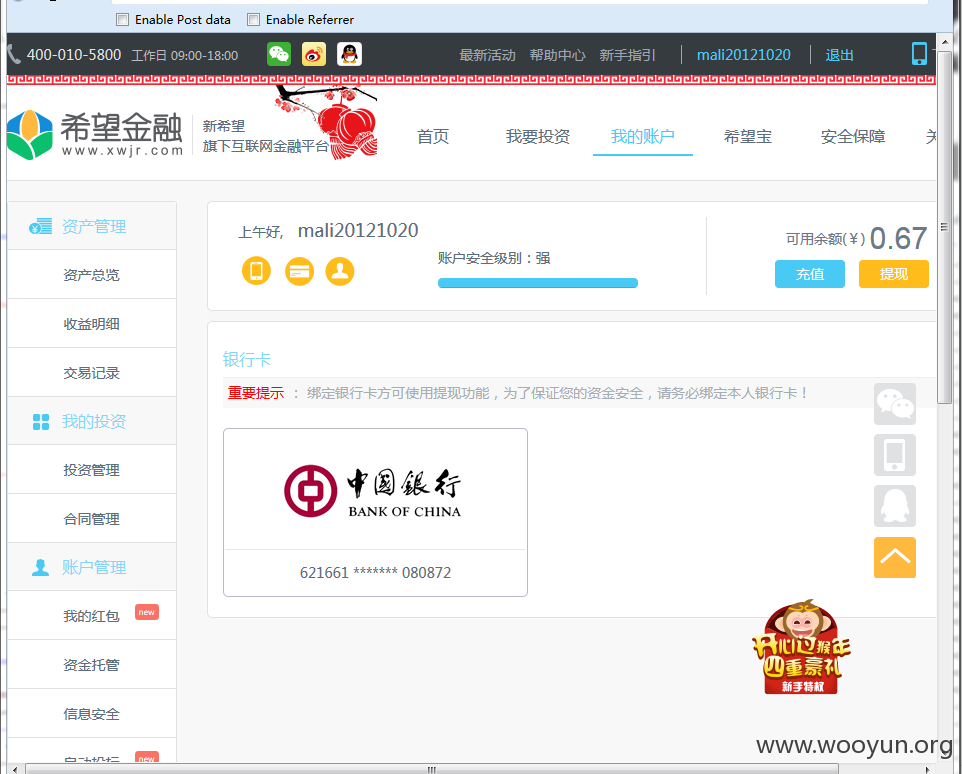 Enable Post data Enable Referrer
400-010-5800 工作日 09:00-18:00 最新活动 帮助中心 新手指引 mali20121020 退出
希望金融
www.xwjr.com
新希望
旗下互联网金融平台
首页 我要投资 我的账户 希望宝 安全保障
资产管理
资产总览
收益明细
交易记录
我的投资
投资管理
合同管理
账户管理
我的红包 new
资金托管
信息安全
自动投标 new
上午好, mali20121020
账户安全级别：强
可用余额(¥) 0.67
充值 提现
银行卡
重要提示 ： 绑定银行卡方可使用提现功能，为了保证您的资金安全，请务必绑定本人银行卡！
中國銀行
BANK OF CHINA
621661 ******* 080872
开心过猴年
四重豪礼
新手特权
www.wooyun.org